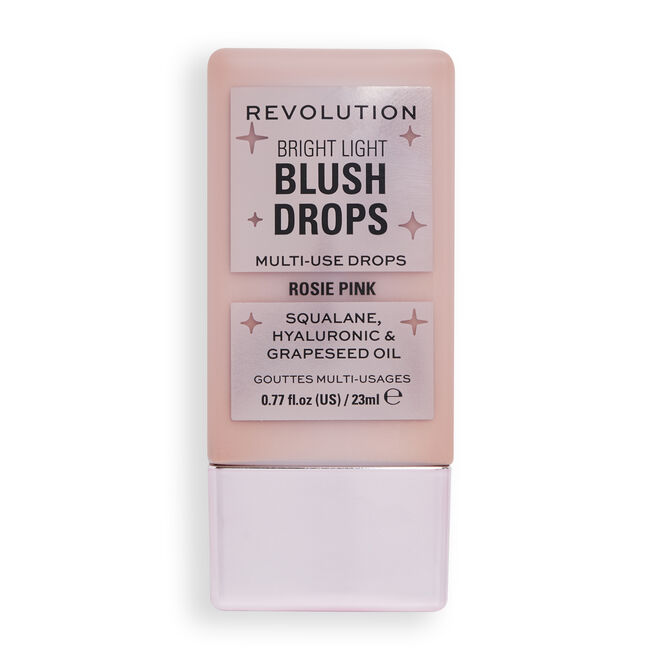 REVOLUTION
BRIGHT LIGHT
BLUSH
DROPS
MULTI-USE DROPS
ROSIE PINK
SQUALANE,
HYALURONIC &
GRAPESEED OIL
GOUTTES MULTI-USAGES
0.77 fl.oz (US) / 23ml ℮